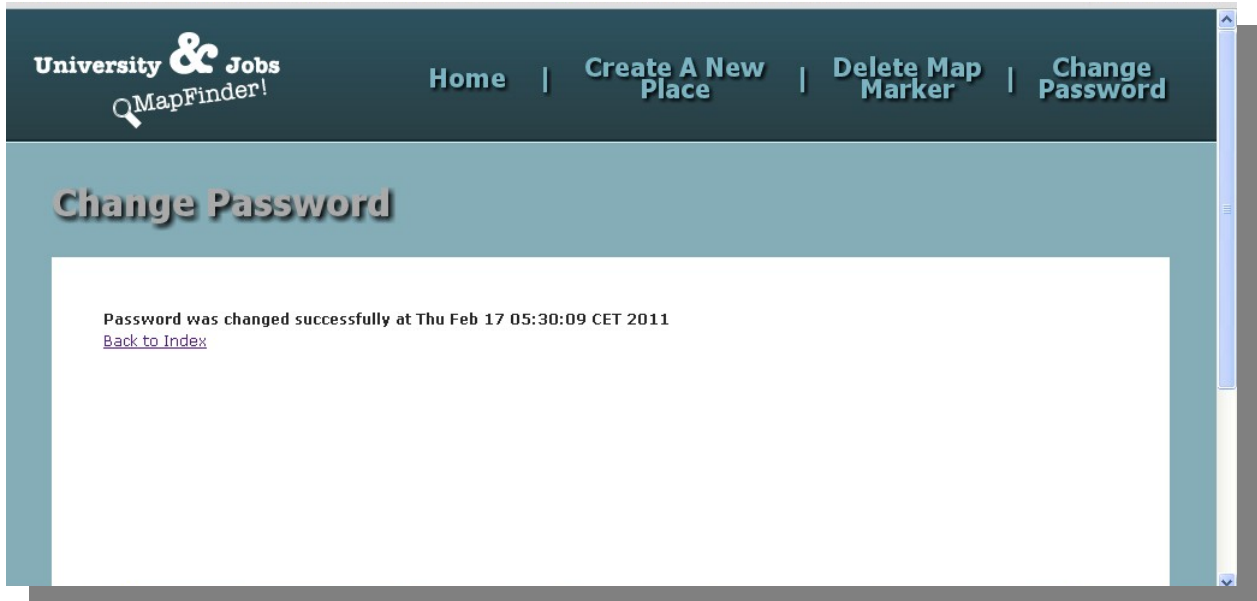 University & Jobs
MapFinder!
Home | Create A New Place | Delete Map Marker | Change Password
Change Password
Password was changed successfully at Thu Feb 17 05:30:09 CET 2011
Back to Index